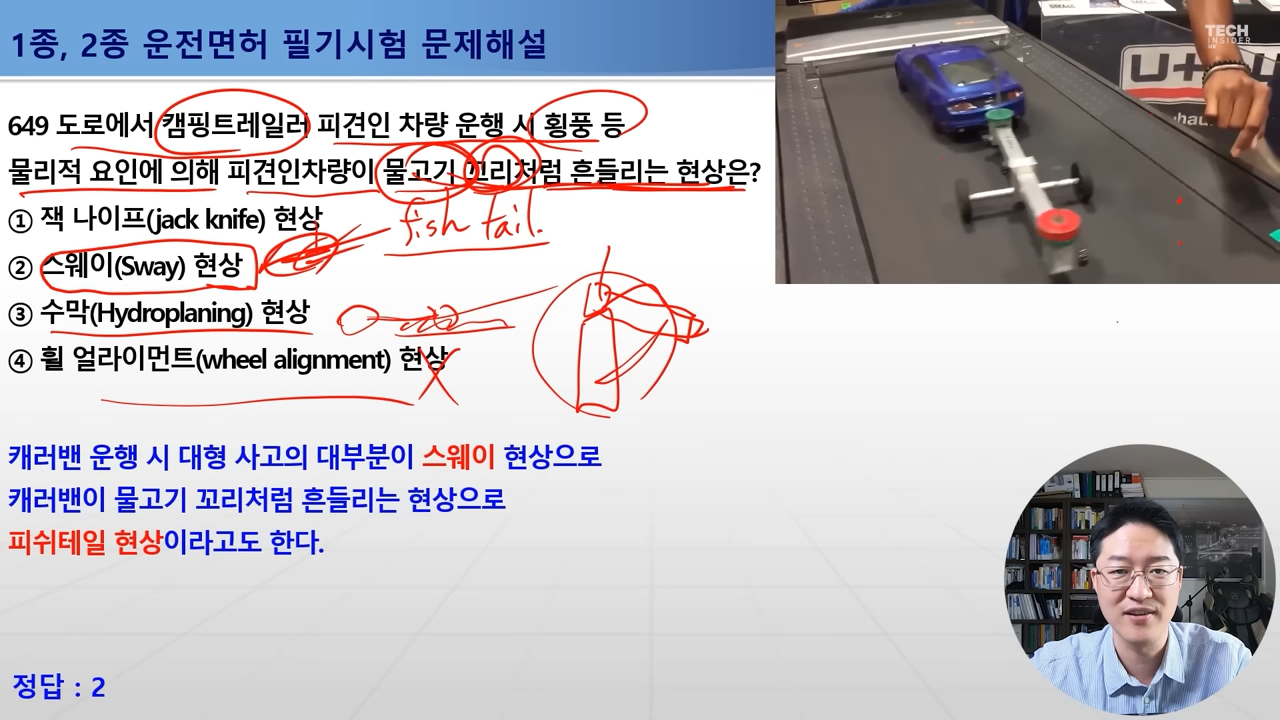 1종, 2종 운전면허 필기시험 문제해설
TECH
INSIDER
UK
649 도로에서 캠핑트레일러 피견인 차량 운행 시 횡풍 등
물리적 요인에 의해 피견인차량이 물고기 꼬리처럼 흔들리는 현상은?
① 잭 나이프(jack knife) 현상
fish tail.
② 스웨이(Sway) 현상
③ 수막(Hydroplaning) 현상
④ 휠 얼라이먼트(wheel alignment) 현상
캐러밴 운행 시 대형 사고의 대부분이 스웨이 현상으로
캐러밴이 물고기 꼬리처럼 흔들리는 현상으로
피쉬테일 현상이라고도 한다.
정답 : 2